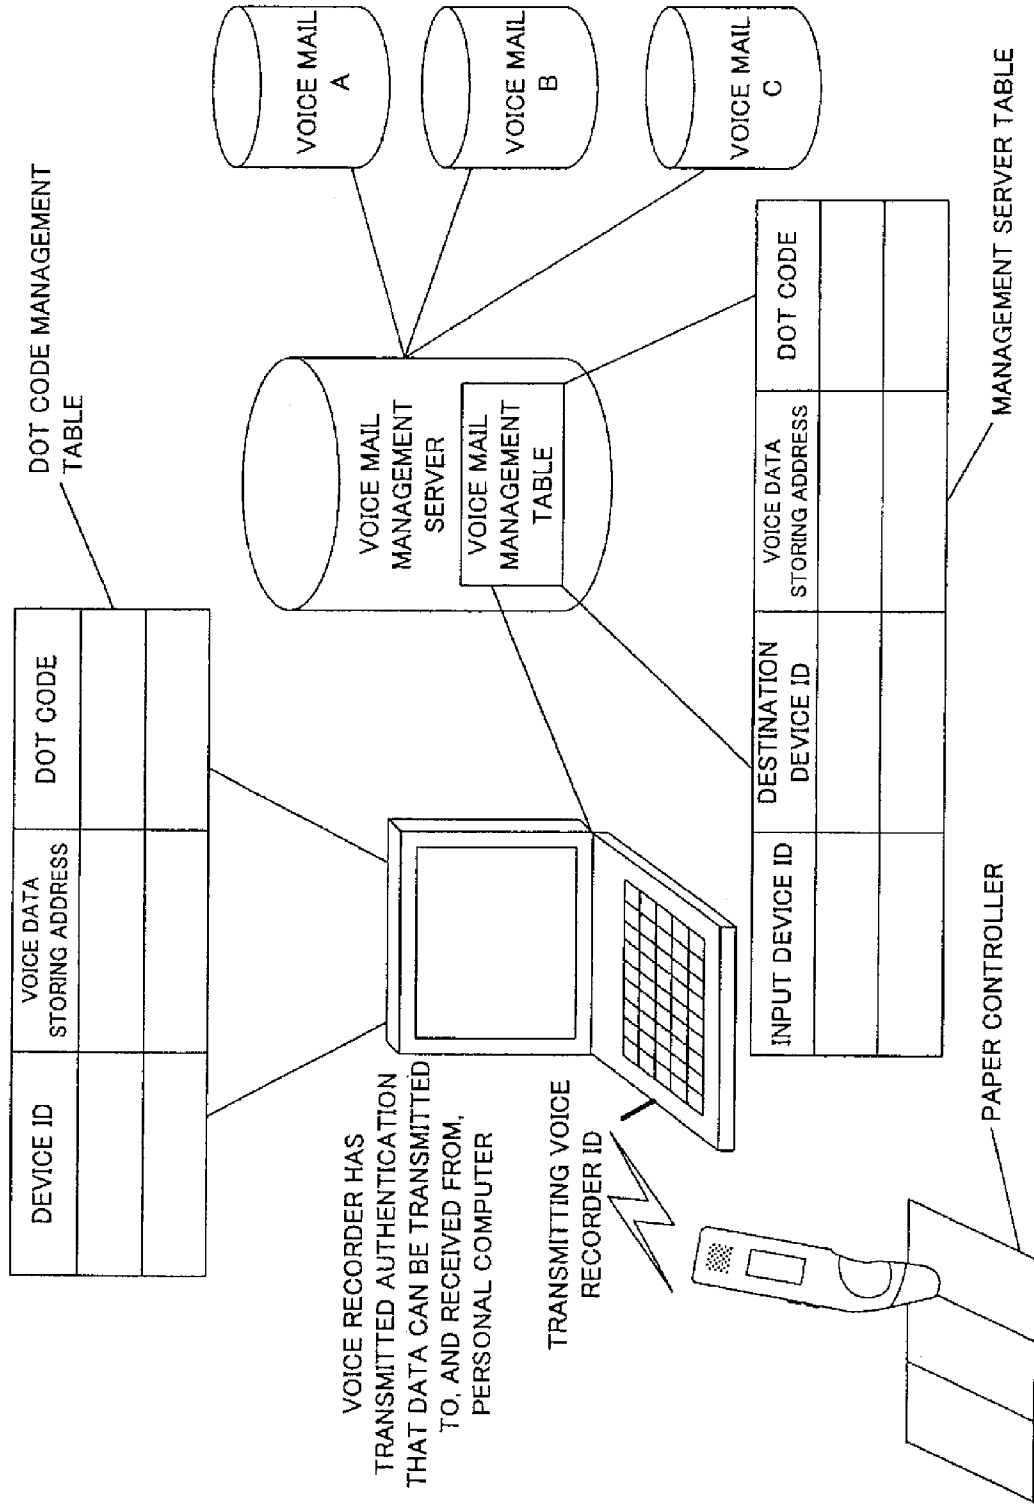 DOT CODE MANAGEMENT
TABLE
DEVICE ID
VOICE DATA
STORING ADDRESS
DOT CODE
VOICE RECORDER HAS
TRANSMITTED AUTHENTICATION
THAT DATA CAN BE TRANSMITTED
TO, AND RECEIVED FROM,
PERSONAL COMPUTER
TRANSMITTING VOICE
RECORDER ID
VOICE MAIL
MANAGEMENT
SERVER
VOICE MAIL
MANAGEMENT
TABLE
VOICE MAIL
A
VOICE MAIL
B
VOICE MAIL
C
INPUT DEVICE ID
DESTINATION
DEVICE ID
VOICE DATA
STORING ADDRESS
DOT CODE
PAPER CONTROLLER
MANAGEMENT SERVER TABLE